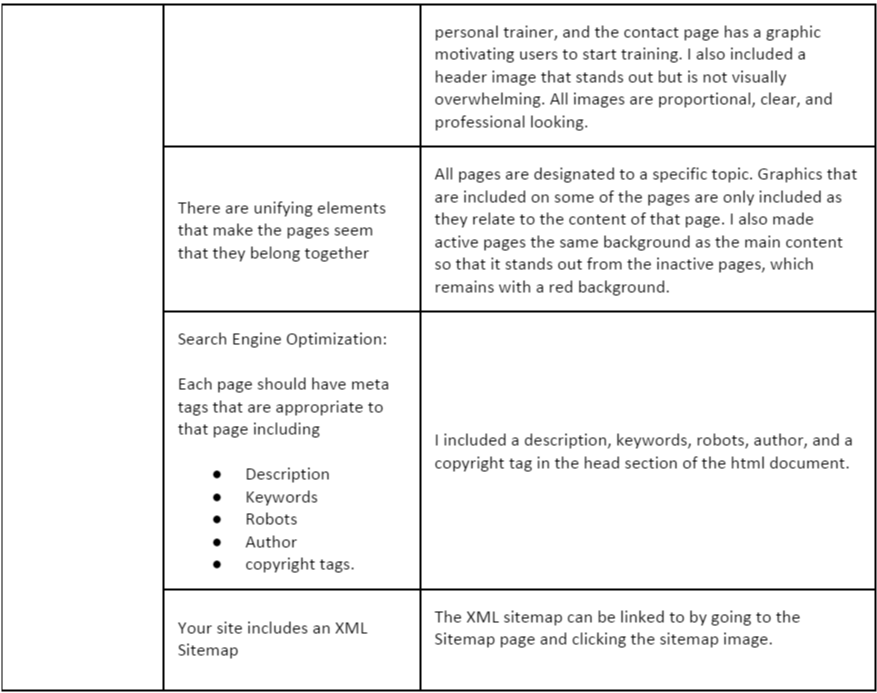 personal trainer, and the contact page has a graphic
motivating users to start training. I also included a
header image that stands out but is not visually
overwhelming. All images are proportional, clear, and
professional looking.
There are unifying elements
that make the pages seem
that they belong together
All pages are designated to a specific topic. Graphics that
are included on some of the pages are only included as
they relate to the content of that page. I also made
active pages the same background as the main content
so that it stands out from the inactive pages, which
remains with a red background.
Search Engine Optimization:
Each page should have meta
tags that are appropriate to
that page including
● Description
● Keywords
● Robots
● Author
● copyright tags.
I included a description, keywords, robots, author, and a
copyright tag in the head section of the html document.
Your site includes an XML
Sitemap
The XML sitemap can be linked to by going to the
Sitemap page and clicking the sitemap image.